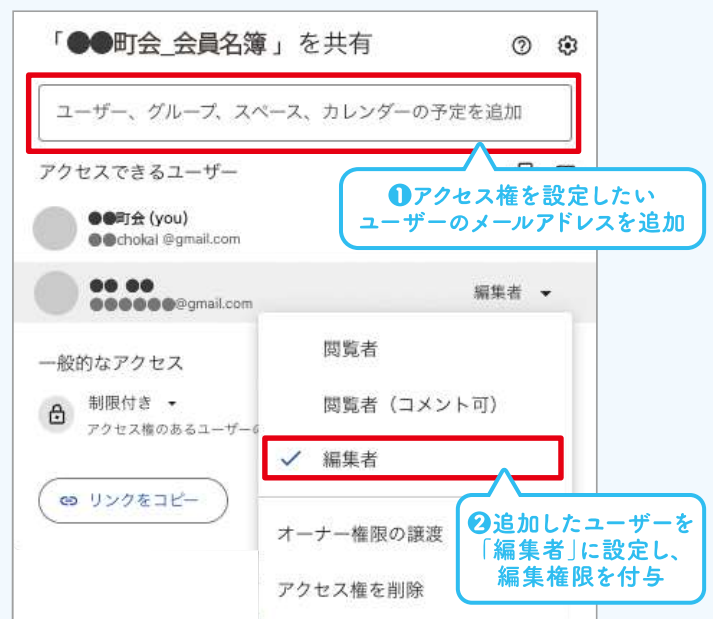 「●●町会_会員名簿」を共有
ユーザー、グループ、スペース、カレンダーの予定を追加
アクセスできるユーザー
❶アクセス権を設定したい
ユーザーのメールアドレスを追加
●●町会 (you)
●●chokai @gmail.com
●● ●●
●●●●●●@gmail.com
編集者
一般的なアクセス
制限付き
アクセス権のあるユーザーの
リンクをコピー
閲覧者
閲覧者（コメント可）
編集者
オーナー権限の譲渡
アクセス権を削除
❷追加したユーザーを
「編集者」に設定し、
編集権限を付与